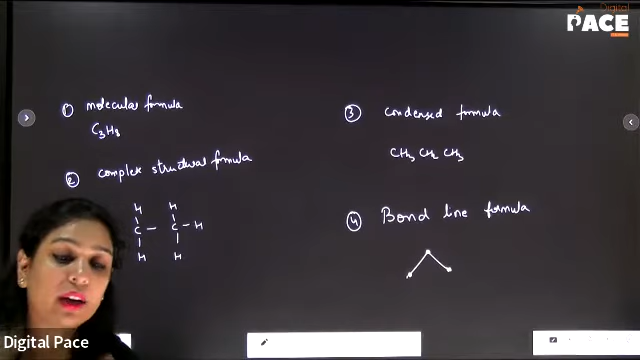 Digital
PACE
① molecular formula
C3H8
② complete structural formula
H H
C – C – H
H H
③ Condensed formula
CH3 CH2 CH3
④ Bond line formula
Digital Pace